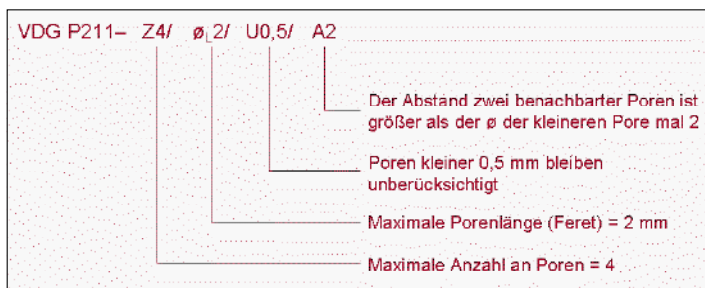 VDG P211– Z4/ ø_L2/ U0,5/ A2
Der Abstand zwei benachbarter Poren ist
größer als der ø der kleineren Pore mal 2
Poren kleiner 0,5 mm bleiben
unberücksichtigt
Maximale Porenlänge (Feret) = 2 mm
Maximale Anzahl an Poren = 4